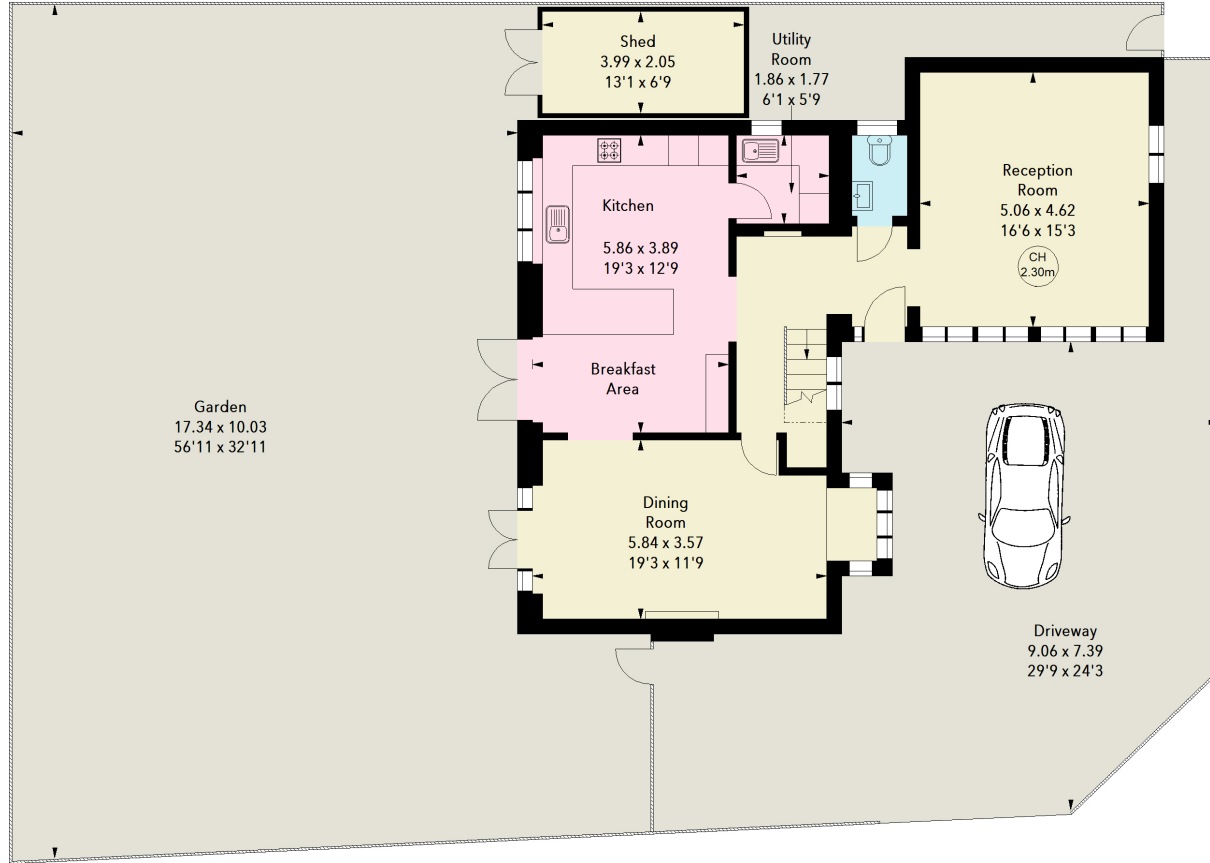 Shed
3.99 x 2.05
13'1 x 6'9
Utility
Room
1.86 x 1.77
6'1 x 5'9
Kitchen
5.86 x 3.89
19'3 x 12'9
Reception
Room
5.06 x 4.62
16'6 x 15'3
CH
2.30m
Breakfast
Area
Garden
17.34 x 10.03
56'11 x 32'11
Dining
Room
5.84 x 3.57
19'3 x 11'9
Driveway
9.06 x 7.39
29'9 x 24'3